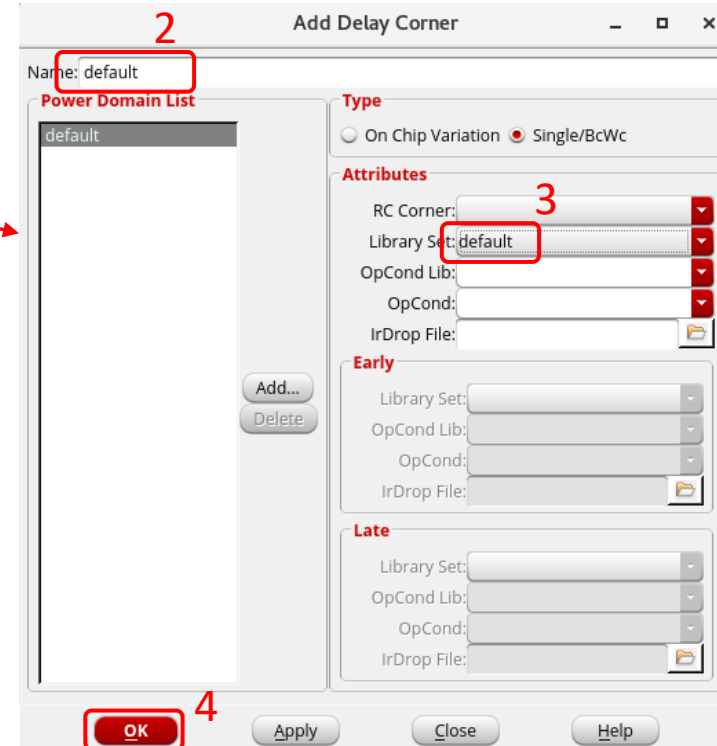 2
Add Delay Corner
Name: default
Power Domain List
default
Add...
Delete
Type
On Chip Variation Single/BcWc
Attributes
3
RC Corner:
Library Set: default
OpCond Lib:
OpCond:
IrDrop File:
Early
Library Set:
OpCond Lib:
OpCond:
IrDrop File:
Late
Library Set:
OpCond Lib:
OpCond:
IrDrop File:
4
OK Apply Close Help